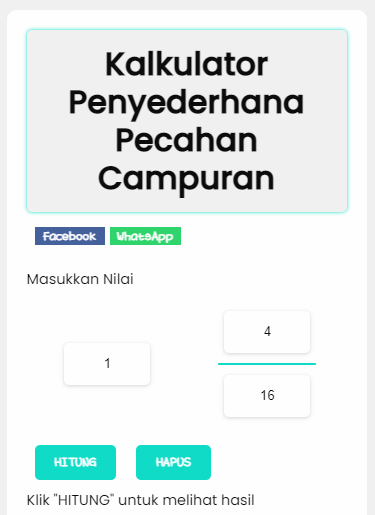 Kalkulator
Penyederhana
Pecahan
Campuran
Facebook WhatsApp
Masukkan Nilai
4
1
16
HITUNG HAPUS
Klik "HITUNG" untuk melihat hasil